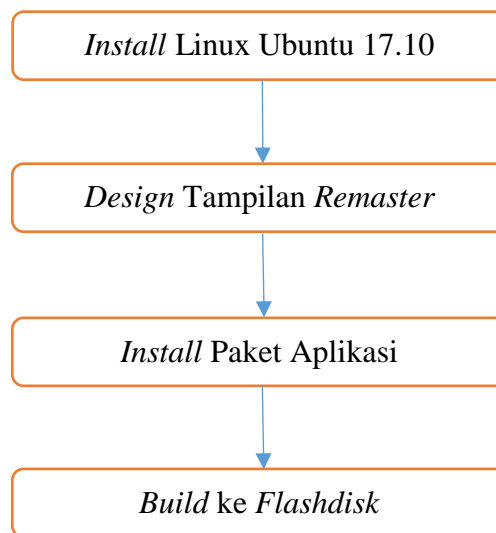 Install Linux Ubuntu 17.10
Design Tampilan Remaster
Install Paket Aplikasi
Build ke Flashdisk